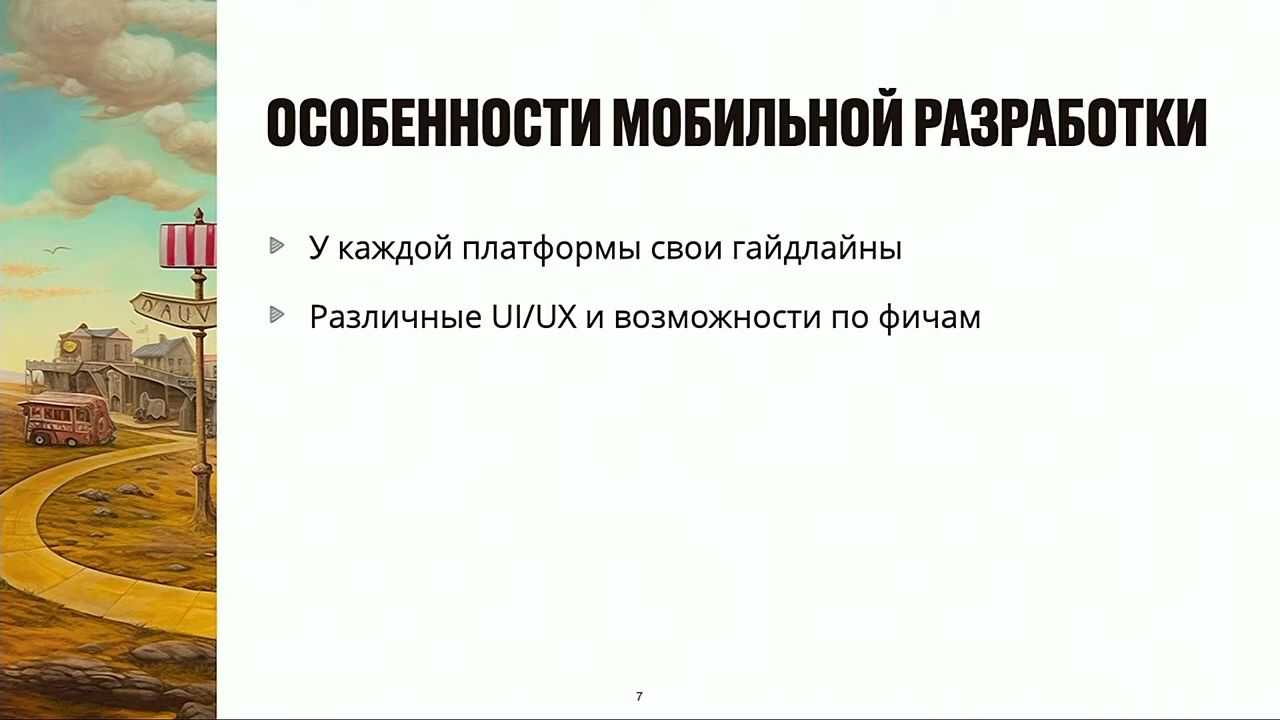 ОСОБЕННОСТИ МОБИЛЬНОЙ РАЗРАБОТКИ
У каждой платформы свои гайдлайны
Различные UI/UX и возможности по фичам
7